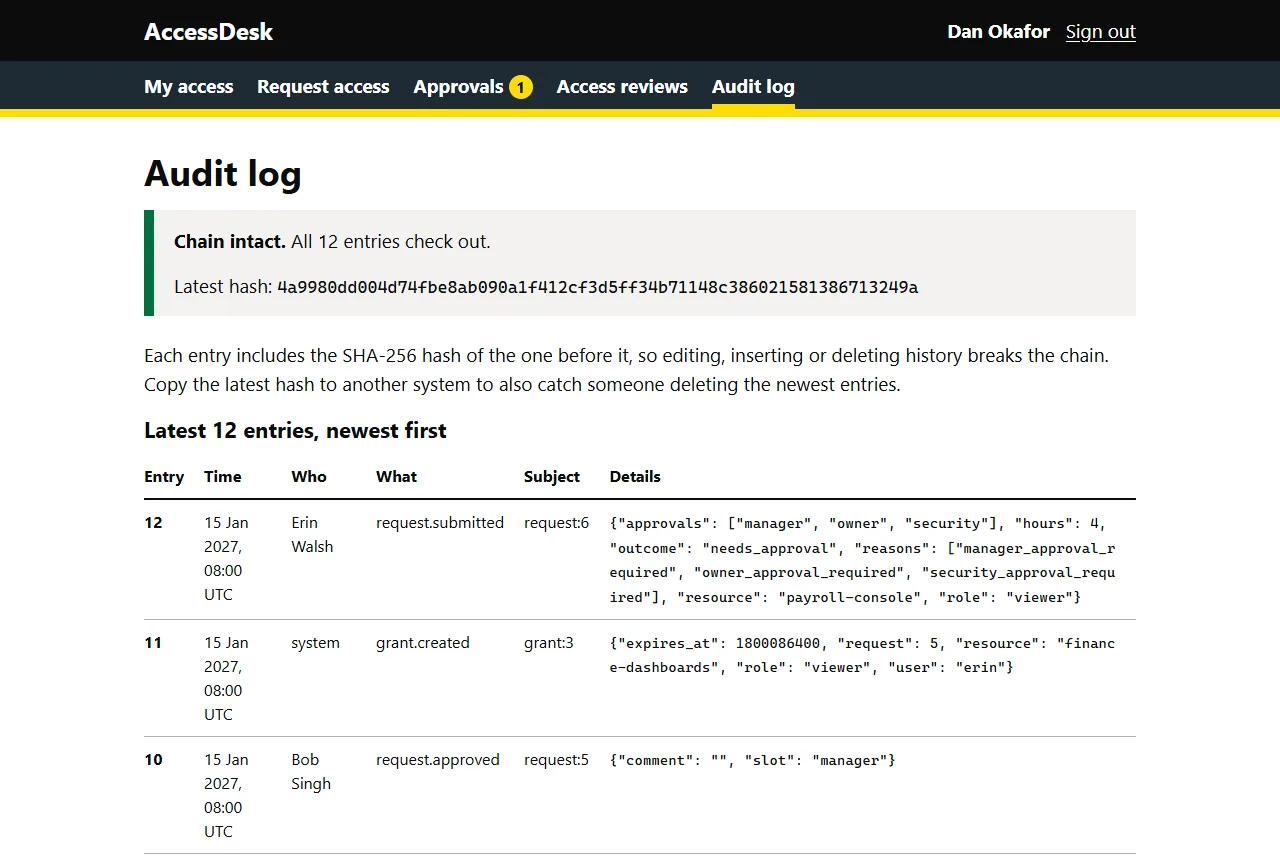 AccessDesk
Dan Okafor Sign out
My access Request access Approvals 1 Access reviews Audit log
Audit log
Chain intact. All 12 entries check out.
Latest hash: 4a9980dd004d74fbe8ab090a1f412cf3d5ff34b71148c386021581386713249a
Each entry includes the SHA-256 hash of the one before it, so editing, inserting or deleting history breaks the chain.
Copy the latest hash to another system to also catch someone deleting the newest entries.
Latest 12 entries, newest first
Entry Time Who What Subject Details
12 15 Jan Erin request.submitted request:6 {"approvals": ["manager", "owner", "security"], "hours": 4,
2027, Walsh "outcome": "needs_approval", "reasons": ["manager_approval_r
08:00 equired", "owner_approval_required", "security_approval_requ
UTC ired"], "resource": "payroll-console", "role": "viewer"}
11 15 Jan system grant.created grant:3 {"expires_at": 1800086400, "request": 5, "resource": "financ
2027, e-dashboards", "role": "viewer", "user": "erin"}
08:00
UTC
10 15 Jan Bob request.approved request:5 {"comment": "", "slot": "manager"}
2027, Singh
08:00
UTC